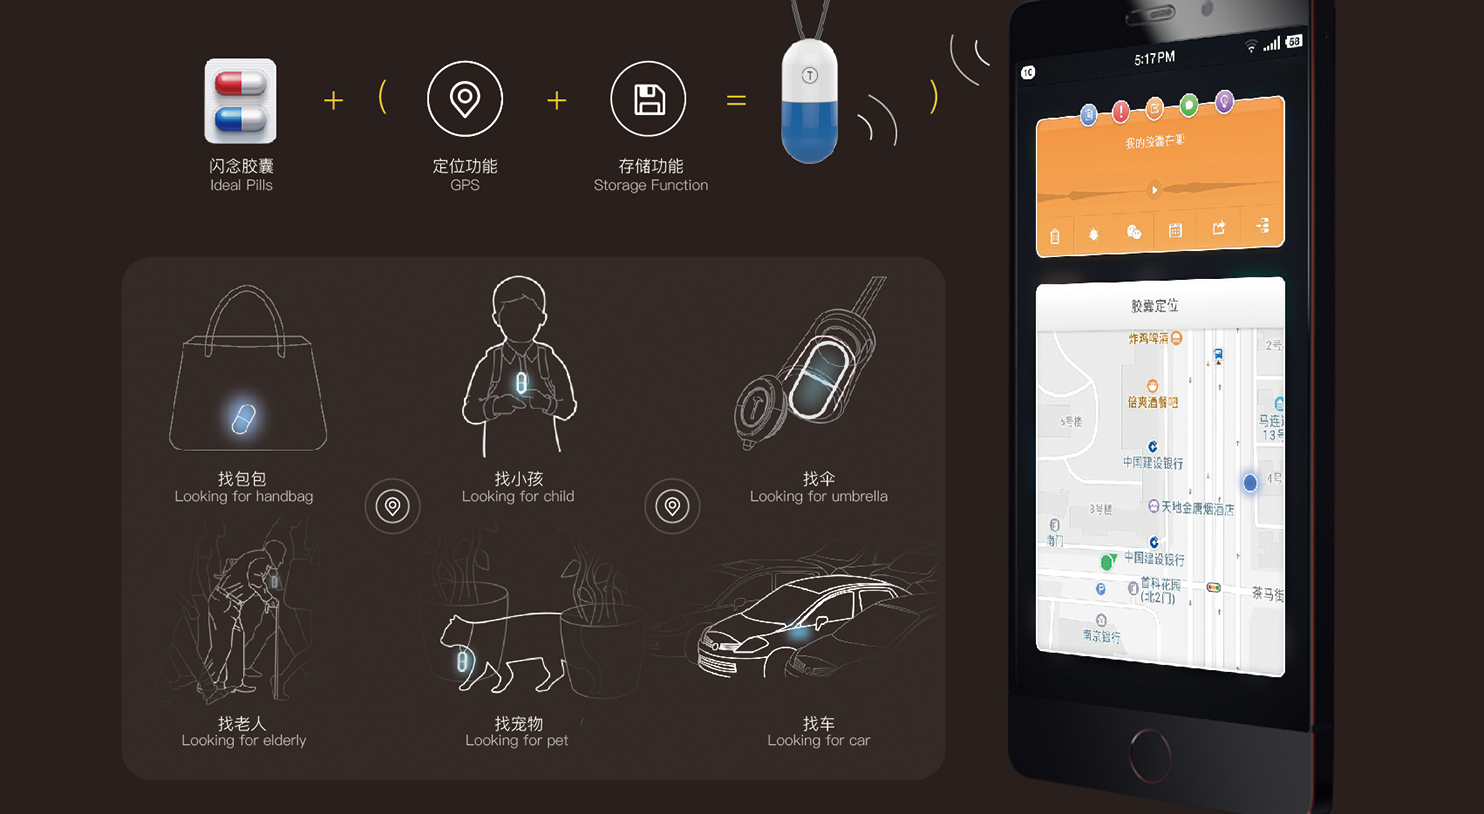 闪念胶囊
Ideal Pills
+
(
定位功能
GPS
+
存储功能
Storage Function
=
T
)
找包包
Looking for handbag
找小孩
Looking for child
T
找伞
Looking for umbrella
找老人
Looking for elderly
找宠物
Looking for pet
找车
Looking for car
10
5:17PM
58
我的胶囊在哪
胶囊定位
炸鸡啤酒
2号
倍爽酒餐吧
马连
13号
5号楼
中国建设银行
4号
3号楼
天地金唐烟酒店
南门
中国建设银行
P
首科花园
(北2门)
茶马街
南京银行